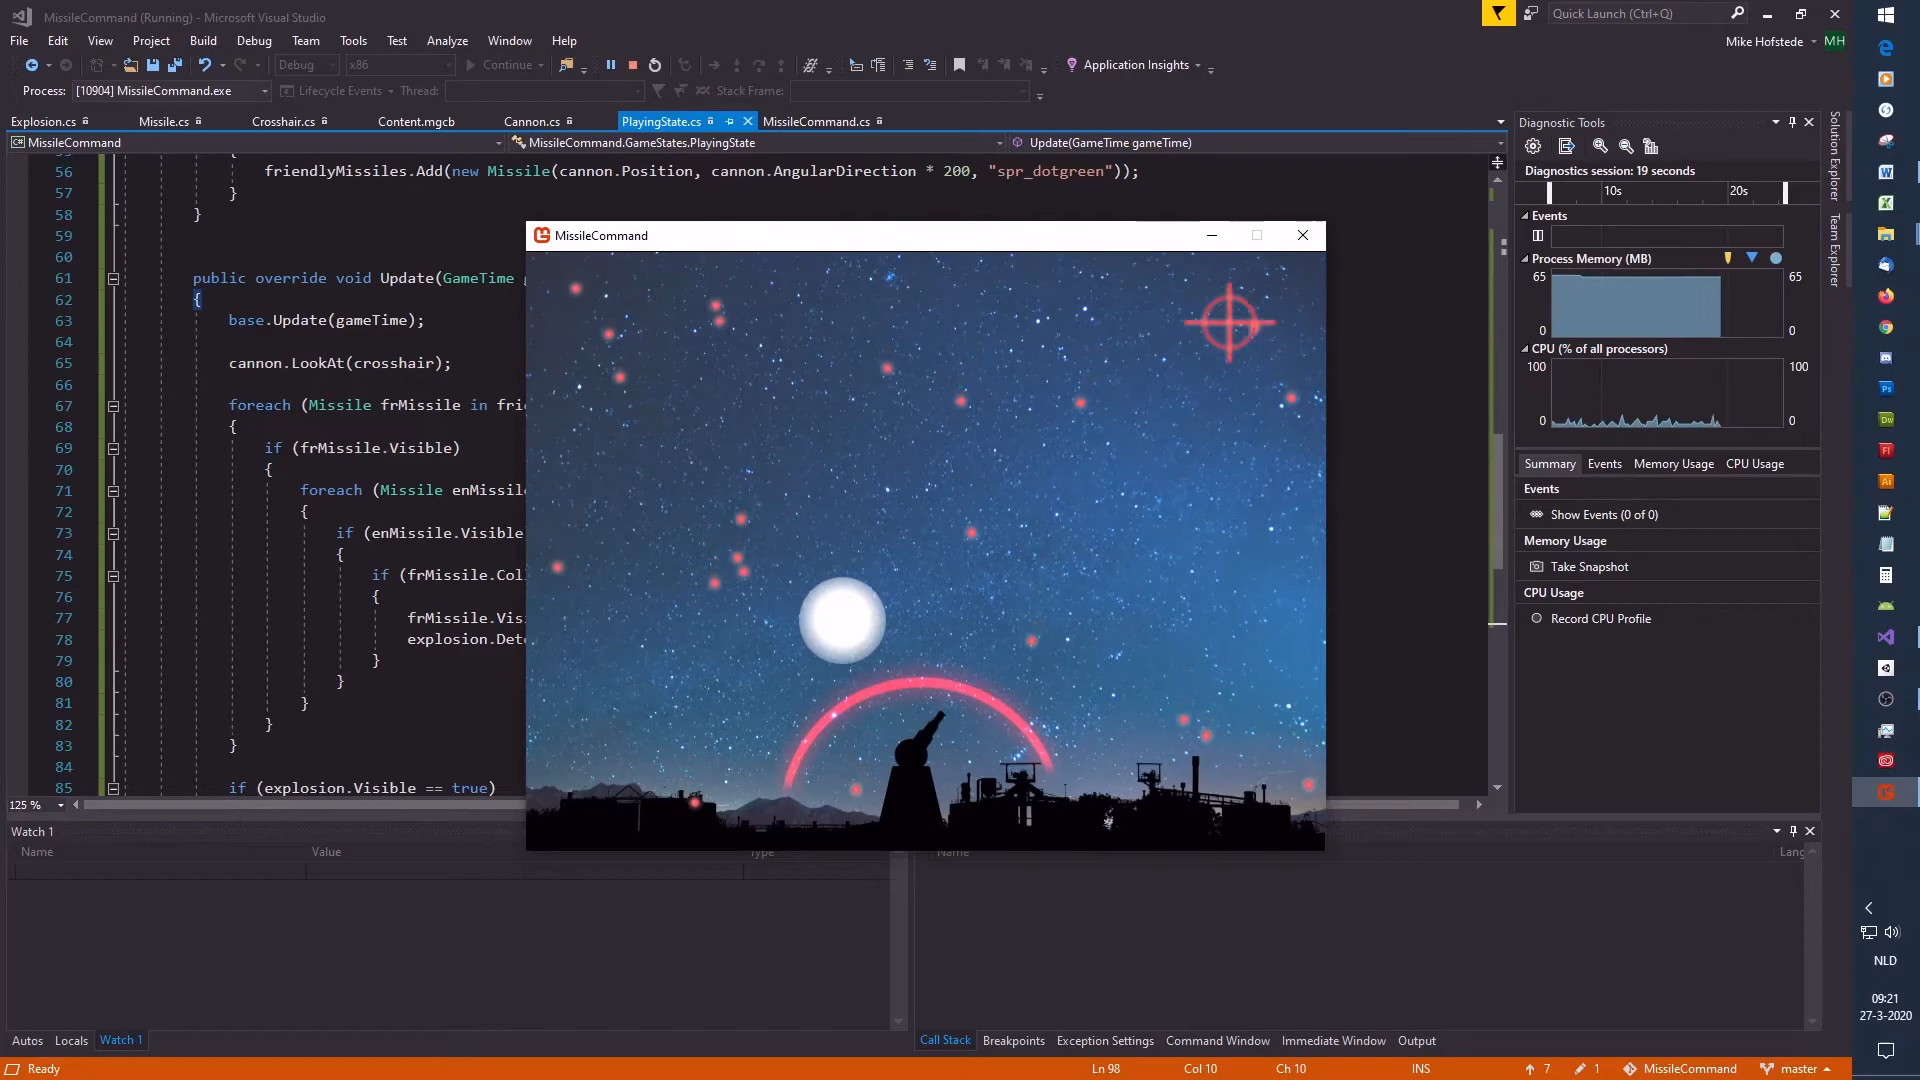 MissileCommand (Running) - Microsoft Visual Studio
Quick Launch (Ctrl+Q)
File Edit View Project Build Debug Team Tools Test Analyze Window Help
Mike Hofstede MH
Debug x86 Continue Application Insights
Process: [10904] MissileCommand.exe Lifecycle Events Thread: Stack Frame:
Explosion.cs Missile.cs Crosshair.cs Content.mgcb Cannon.cs PlayingState.cs MissileCommand.cs
MissileCommand MissileCommand.GameStates.PlayingState Update(GameTime gameTime)
56 friendlyMissiles.Add(new Missile(cannon.Position, cannon.AngularDirection * 200, "spr_dotgreen"));
57 }
58 }
59
60
61 public override void Update(GameTime
62 {
63 base.Update(gameTime);
64
65 cannon.LookAt(crosshair);
66
67 foreach (Missile frMissile in frie
68 {
69 if (frMissile.Visible)
70 {
71 foreach (Missile enMissile
72 {
73 if (enMissile.Visible
74 {
75 if (frMissile.Col
76 {
77 frMissile.Vis
78 explosion.Det
79 }
80 }
81 }
82 }
83 }
84
85 if (explosion.Visible == true)
125 %
MissileCommand
Diagnostic Tools
Diagnostics session: 19 seconds
10s 20s
Events
Process Memory (MB)
65 65
0 0
CPU (% of all processors)
100 100
0 0
Summary Events Memory Usage CPU Usage
Events
Show Events (0 of 0)
Memory Usage
Take Snapshot
CPU Usage
Record CPU Profile
Solution Explorer
Team Explorer
Watch 1
Name Value Type
Name Lang
Autos Locals Watch 1
Call Stack Breakpoints Exception Settings Command Window Immediate Window Output
Ready Ln 98 Col 10 Ch 10 INS 7 1 MissileCommand master
NLD
09:21
27-3-2020